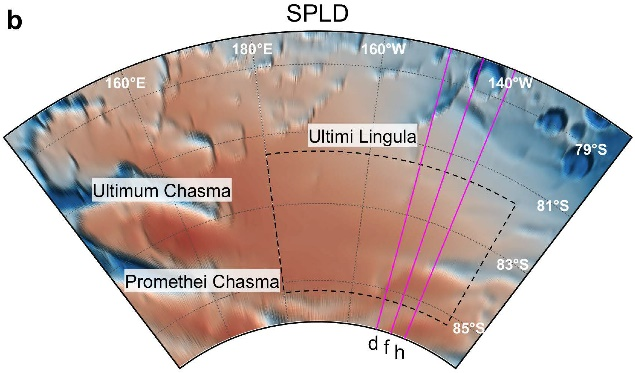 b
SPLD
180°E
160°W
160°E
140°W
Ultimi Lingula
79°S
Ultimum Chasma
81°S
83°S
Promethei Chasma
85°S
d f h